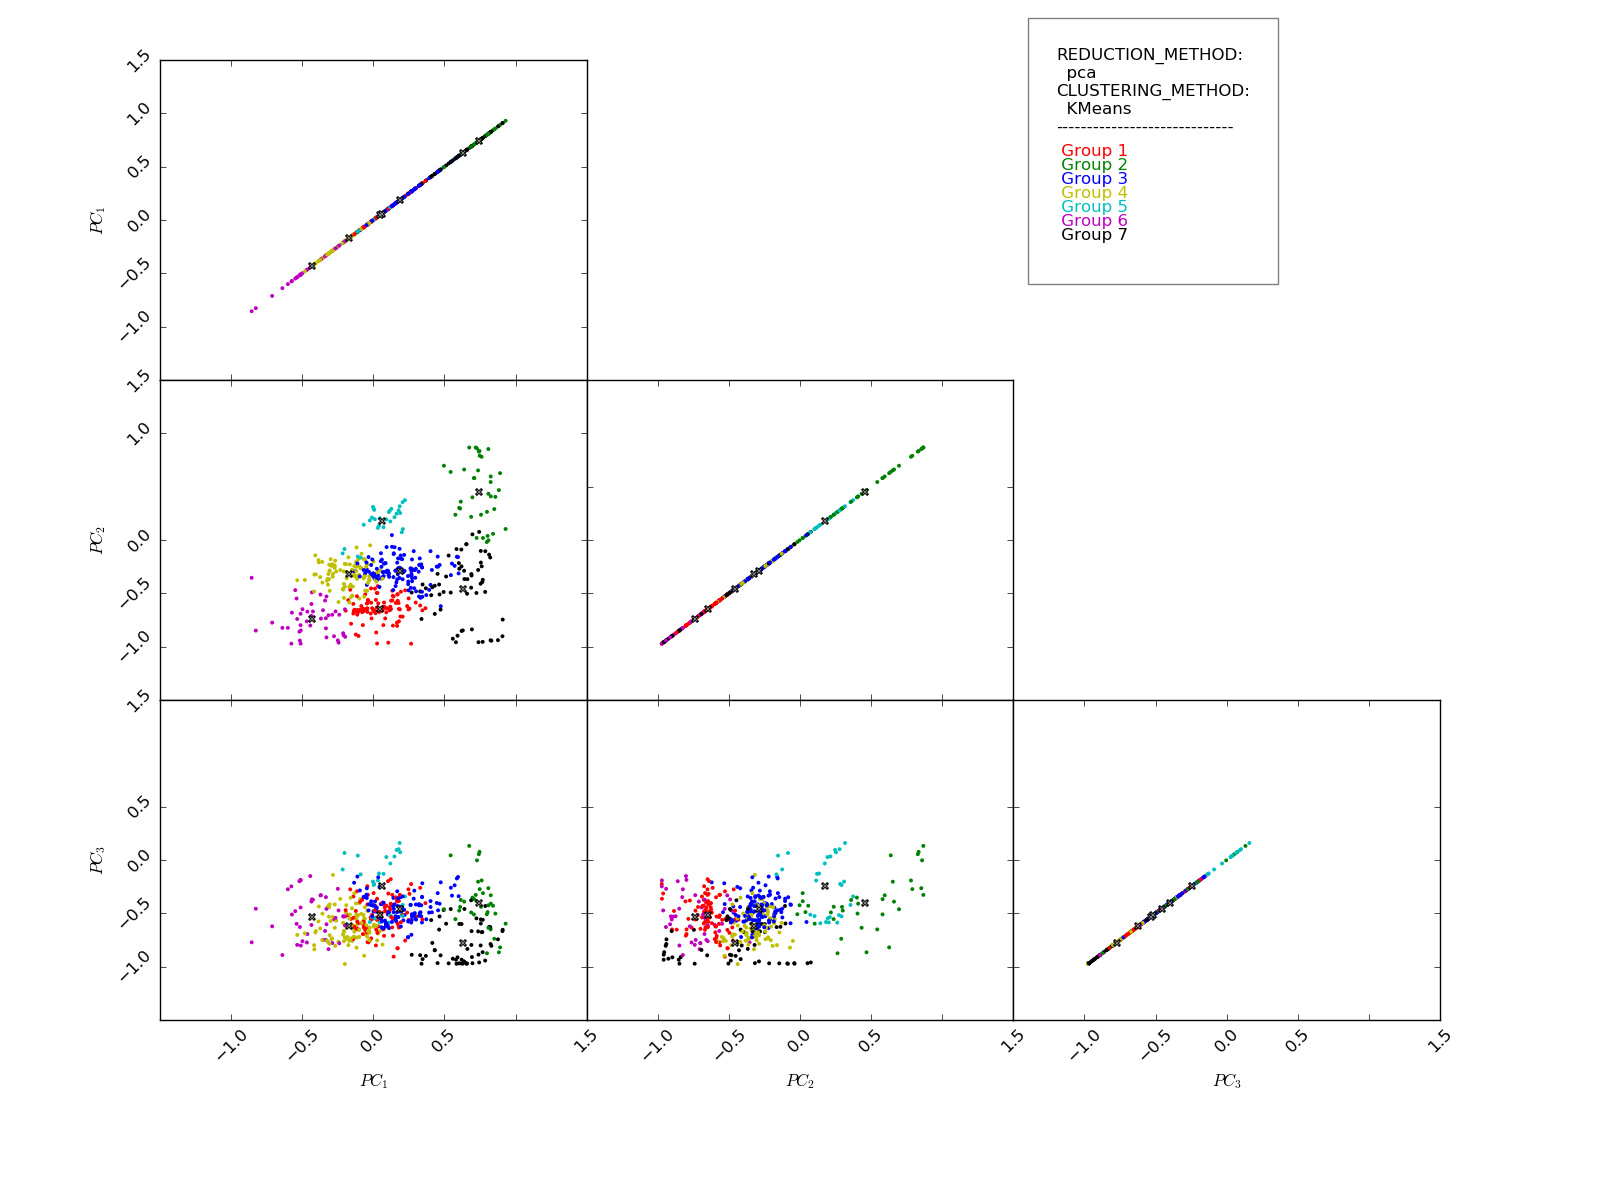 REDUCTION_METHOD:
pca
CLUSTERING_METHOD:
KMeans
------------------------------
Group 1
Group 2
Group 3
Group 4
Group 5
Group 6
Group 7
1.5
1.0
0.5
0.0
−0.5
−1.0
PC1
1.5
1.0
0.0
−0.5
−1.0
PC2
1.5
0.5
0.0
−0.5
−1.0
PC3
−1.0 −0.5 0.0 0.5 1.5 −1.0 −0.5 0.0 0.5 1.5 −1.0 −0.5 0.0 0.5 1.5
PC1 PC2 PC3